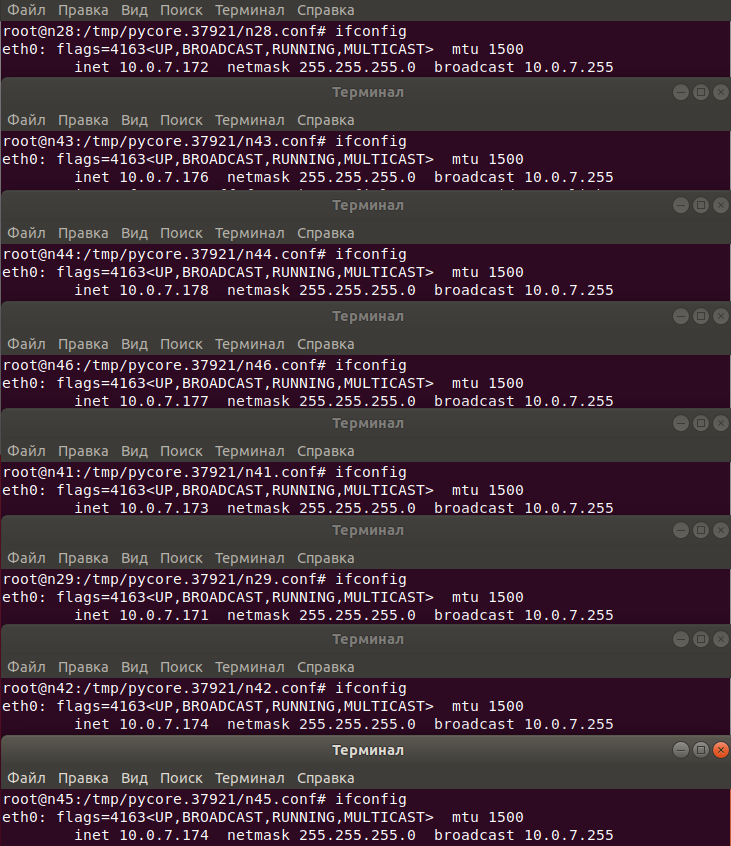 Файл Правка Вид Поиск Терминал Справка
root@n28:/tmp/pycore.37921/n28.conf# ifconfig
eth0: flags=4163<UP,BROADCAST,RUNNING,MULTICAST>  mtu 1500
        inet 10.0.7.172  netmask 255.255.255.0  broadcast 10.0.7.255
Терминал
Файл Правка Вид Поиск Терминал Справка
root@n43:/tmp/pycore.37921/n43.conf# ifconfig
eth0: flags=4163<UP,BROADCAST,RUNNING,MULTICAST>  mtu 1500
        inet 10.0.7.176  netmask 255.255.255.0  broadcast 10.0.7.255
Терминал
Файл Правка Вид Поиск Терминал Справка
root@n44:/tmp/pycore.37921/n44.conf# ifconfig
eth0: flags=4163<UP,BROADCAST,RUNNING,MULTICAST>  mtu 1500
        inet 10.0.7.178  netmask 255.255.255.0  broadcast 10.0.7.255
Терминал
Файл Правка Вид Поиск Терминал Справка
root@n46:/tmp/pycore.37921/n46.conf# ifconfig
eth0: flags=4163<UP,BROADCAST,RUNNING,MULTICAST>  mtu 1500
        inet 10.0.7.177  netmask 255.255.255.0  broadcast 10.0.7.255
Терминал
Файл Правка Вид Поиск Терминал Справка
root@n41:/tmp/pycore.37921/n41.conf# ifconfig
eth0: flags=4163<UP,BROADCAST,RUNNING,MULTICAST>  mtu 1500
        inet 10.0.7.173  netmask 255.255.255.0  broadcast 10.0.7.255
Терминал
Файл Правка Вид Поиск Терминал Справка
root@n29:/tmp/pycore.37921/n29.conf# ifconfig
eth0: flags=4163<UP,BROADCAST,RUNNING,MULTICAST>  mtu 1500
        inet 10.0.7.171  netmask 255.255.255.0  broadcast 10.0.7.255
Терминал
Файл Правка Вид Поиск Терминал Справка
root@n42:/tmp/pycore.37921/n42.conf# ifconfig
eth0: flags=4163<UP,BROADCAST,RUNNING,MULTICAST>  mtu 1500
        inet 10.0.7.174  netmask 255.255.255.0  broadcast 10.0.7.255
Терминал
Файл Правка Вид Поиск Терминал Справка
root@n45:/tmp/pycore.37921/n45.conf# ifconfig
eth0: flags=4163<UP,BROADCAST,RUNNING,MULTICAST>  mtu 1500
        inet 10.0.7.174  netmask 255.255.255.0  broadcast 10.0.7.255